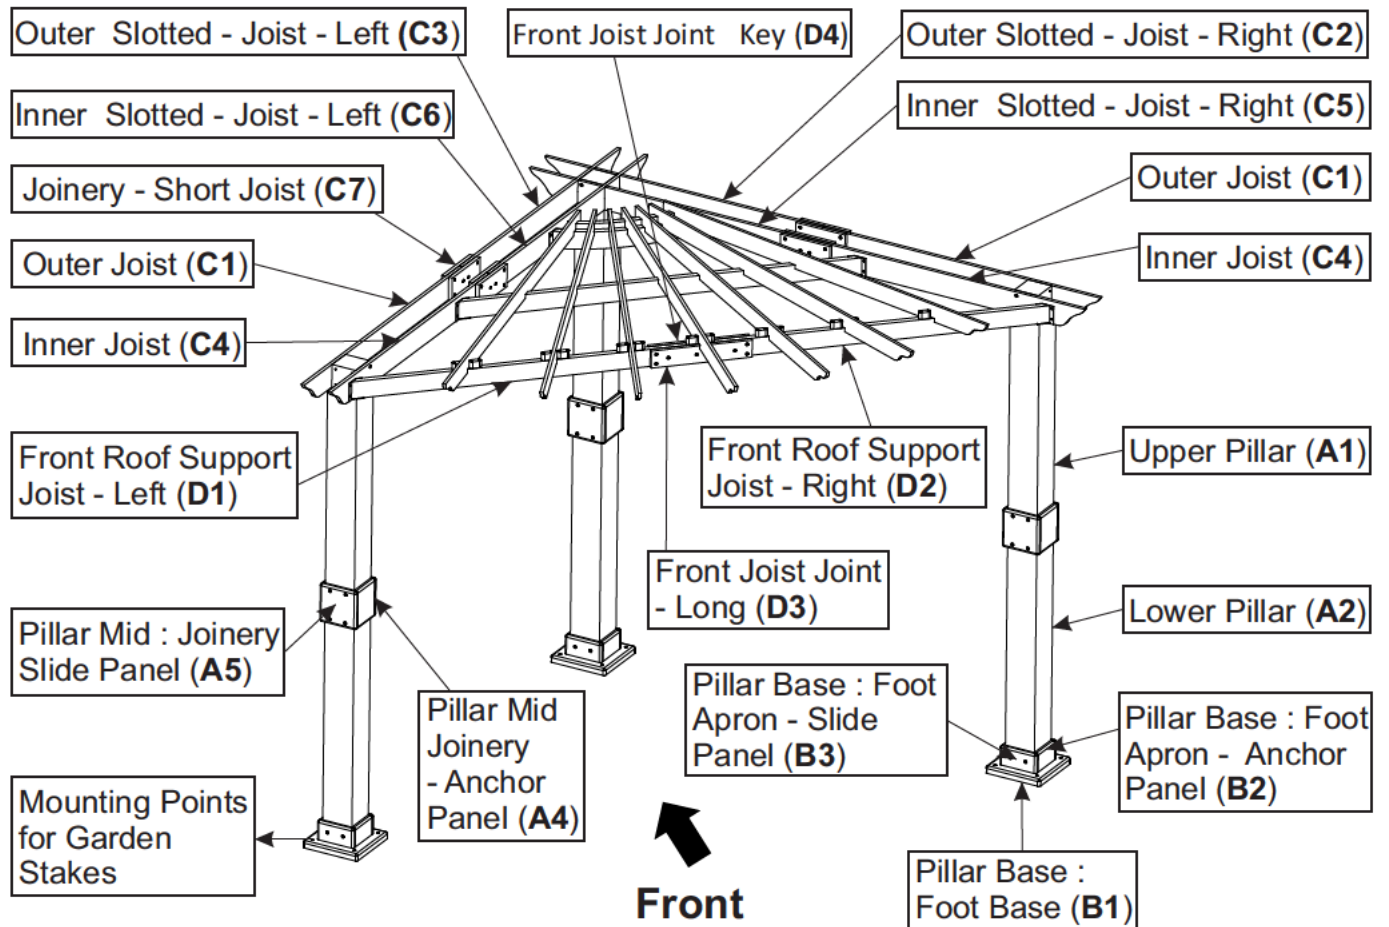 Outer Slotted - Joist - Left (C3)
Front Joist Joint Key (D4)
Outer Slotted - Joist - Right (C2)
Inner Slotted - Joist - Left (C6)
Inner Slotted - Joist - Right (C5)
Joinery - Short Joist (C7)
Outer Joist (C1)
Outer Joist (C1)
Inner Joist (C4)
Inner Joist (C4)
Front Roof Support
Joist - Left (D1)
Front Roof Support
Joist - Right (D2)
Upper Pillar (A1)
Front Joist Joint
- Long (D3)
Lower Pillar (A2)
Pillar Mid : Joinery
Slide Panel (A5)
Pillar Mid
Joinery
- Anchor
Panel (A4)
Pillar Base : Foot
Apron - Slide
Panel (B3)
Pillar Base : Foot
Apron - Anchor
Panel (B2)
Mounting Points
for Garden
Stakes
Front
Pillar Base :
Foot Base (B1)